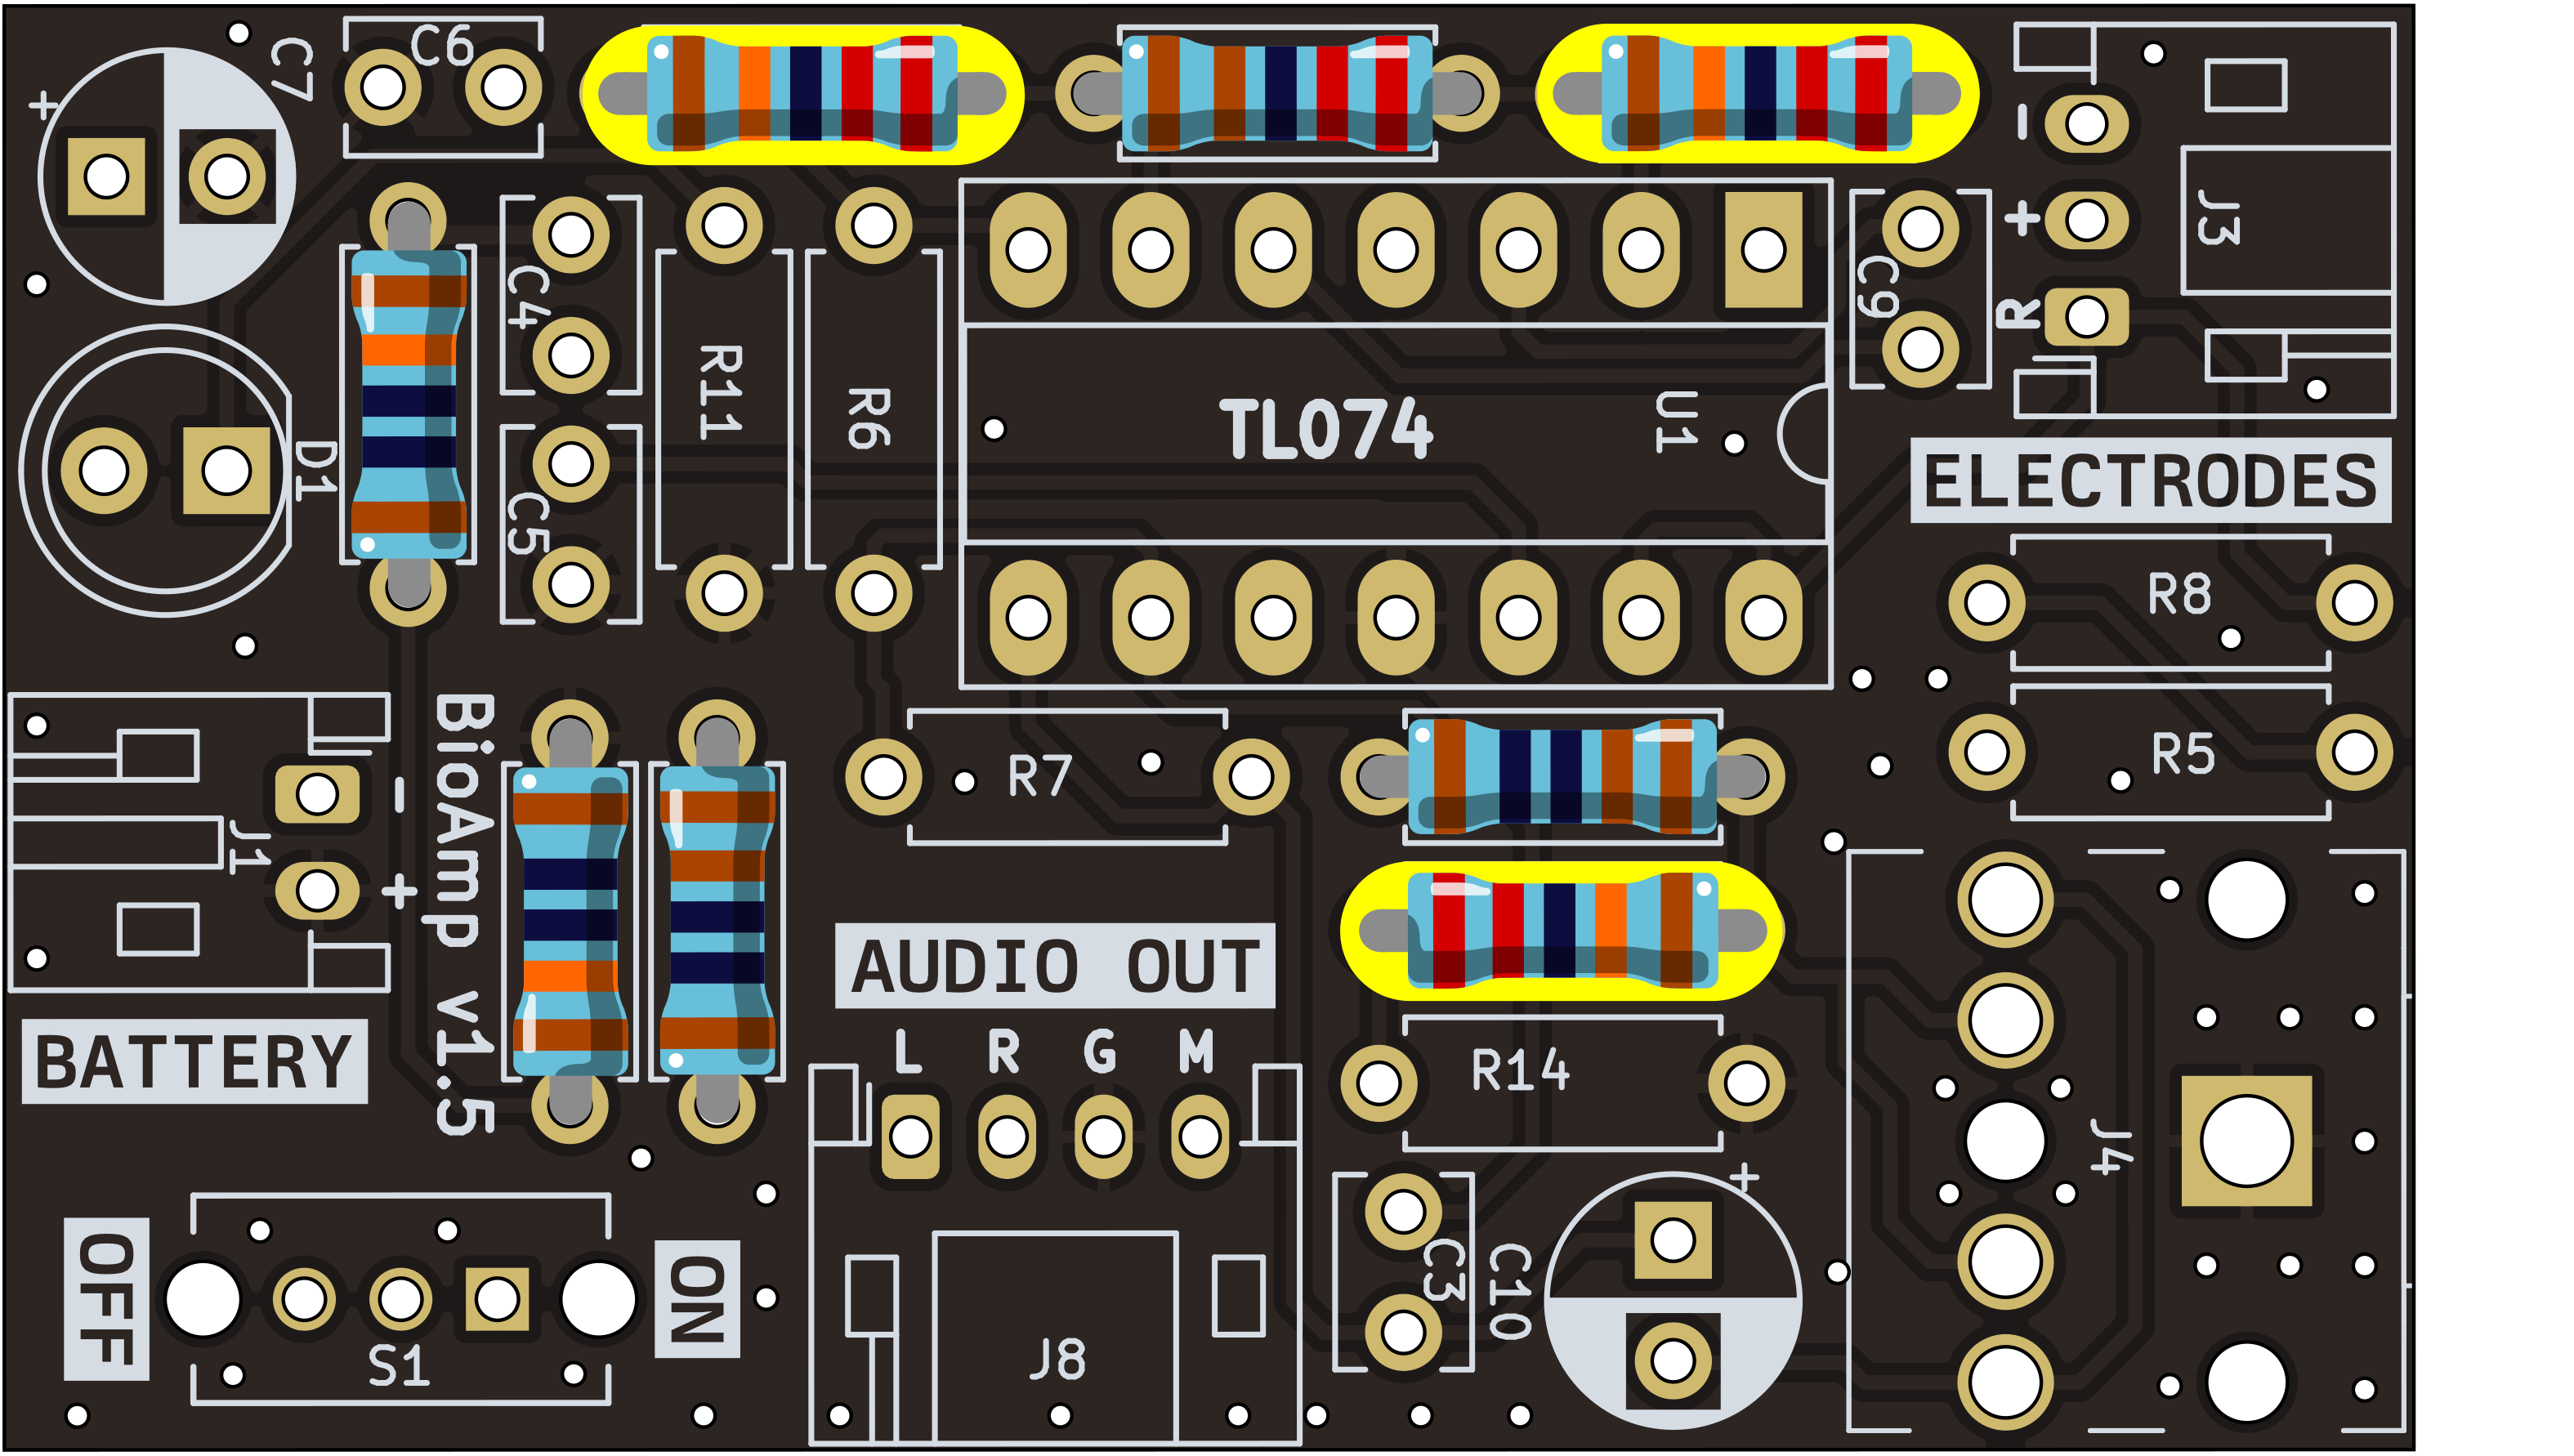 C6
C7
+
-
+
R
J3
C4
R11
R6
C9
TL074
U1
D1
C5
ELECTRODES
R8
R5
R7
J1
-
+
BioAmp v1.5
BATTERY
AUDIO OUT
L R G M
R14
J4
+
C3
C10
OFF
ON
S1
J8